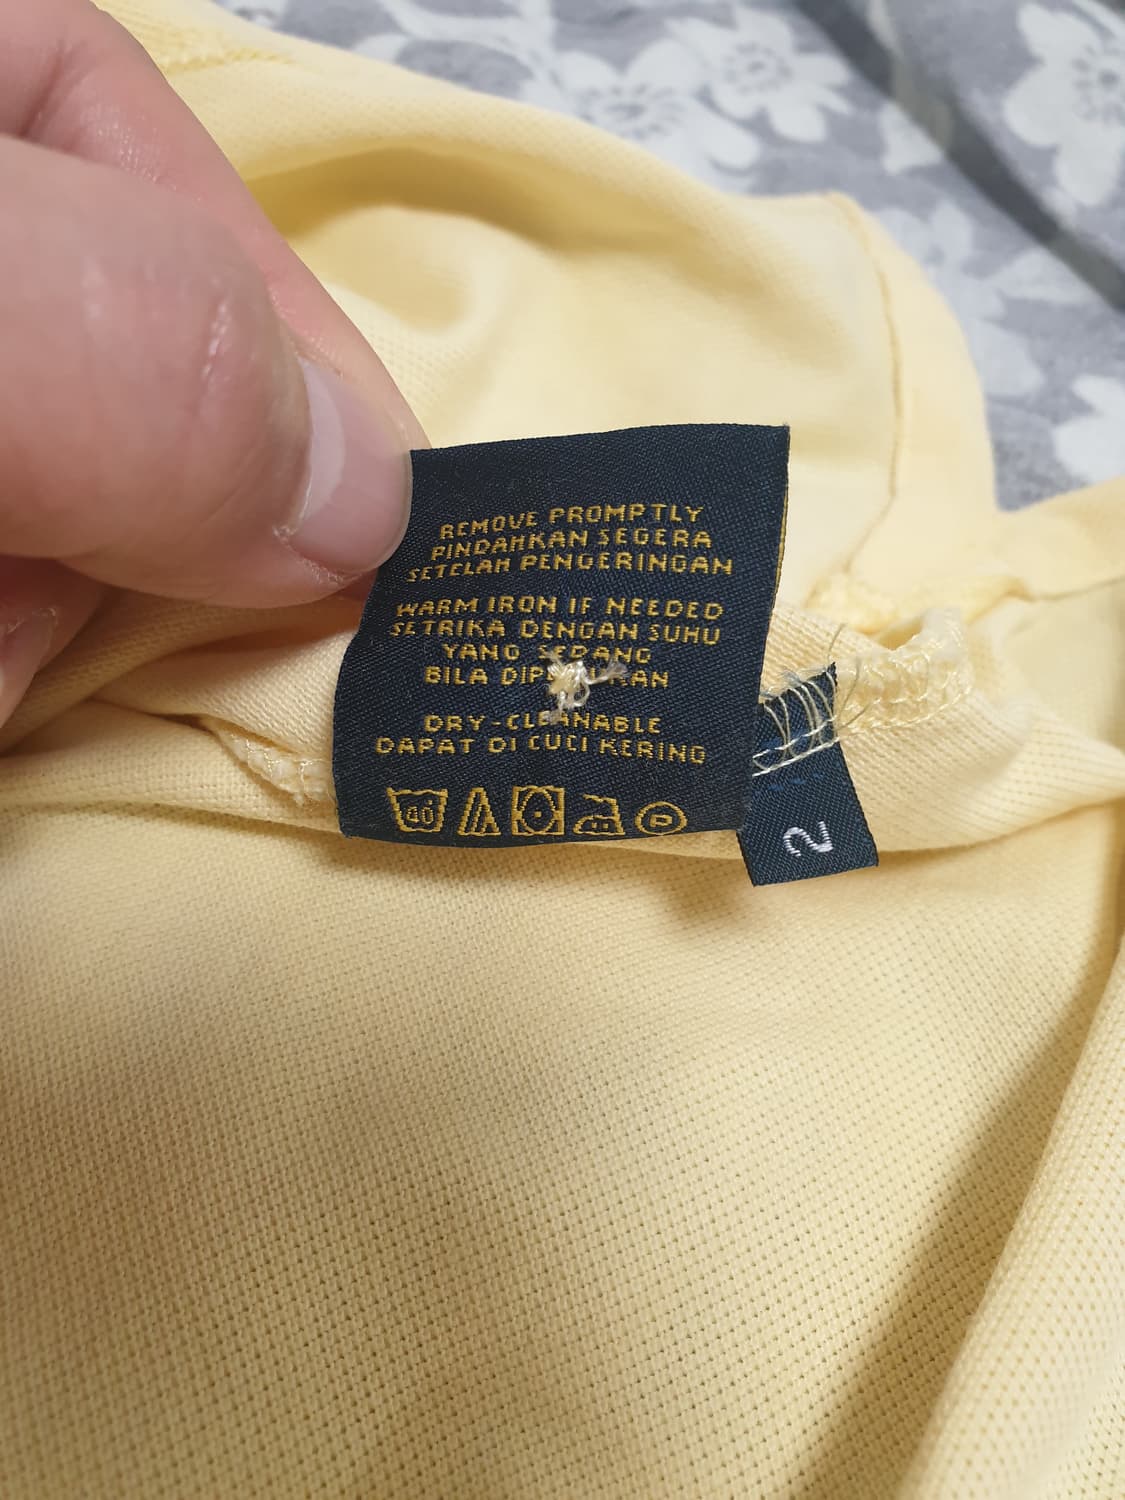 REMOVE PROMPTLY
PINDAHKAN SEGERA
SETELAH PENGERINGAN
WARM IRON IF NEEDED
SETRIKA DENGAN SUHU
YANG SEDANG
BILA
DRY-CLEANABLE
DAPAT DI CUCI KERING
40 P
2